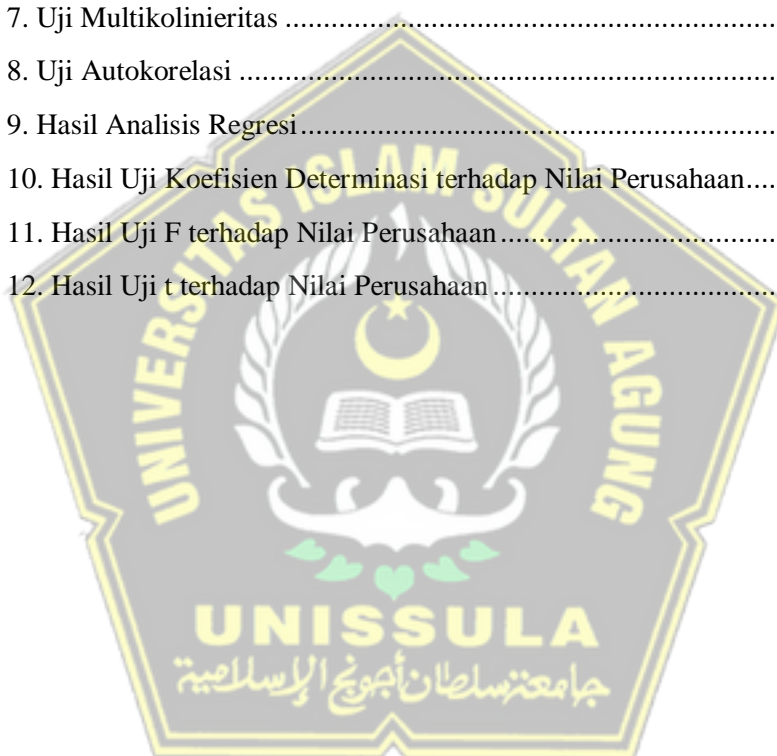 7. Uji Multikolinieritas ...............................................................
8. Uji Autokorelasi .....................................................................
9. Hasil Analisis Regresi.............................................................
10. Hasil Uji Koefisien Determinasi terhadap Nilai Perusahaan....
11. Hasil Uji F terhadap Nilai Perusahaan ...................................
12. Hasil Uji t terhadap Nilai Perusahaan ....................................
UNIVERSITAS ISLAM SULTAN AGUNG
UNISSULA
جامعة سلطان أجونج الإسلامية